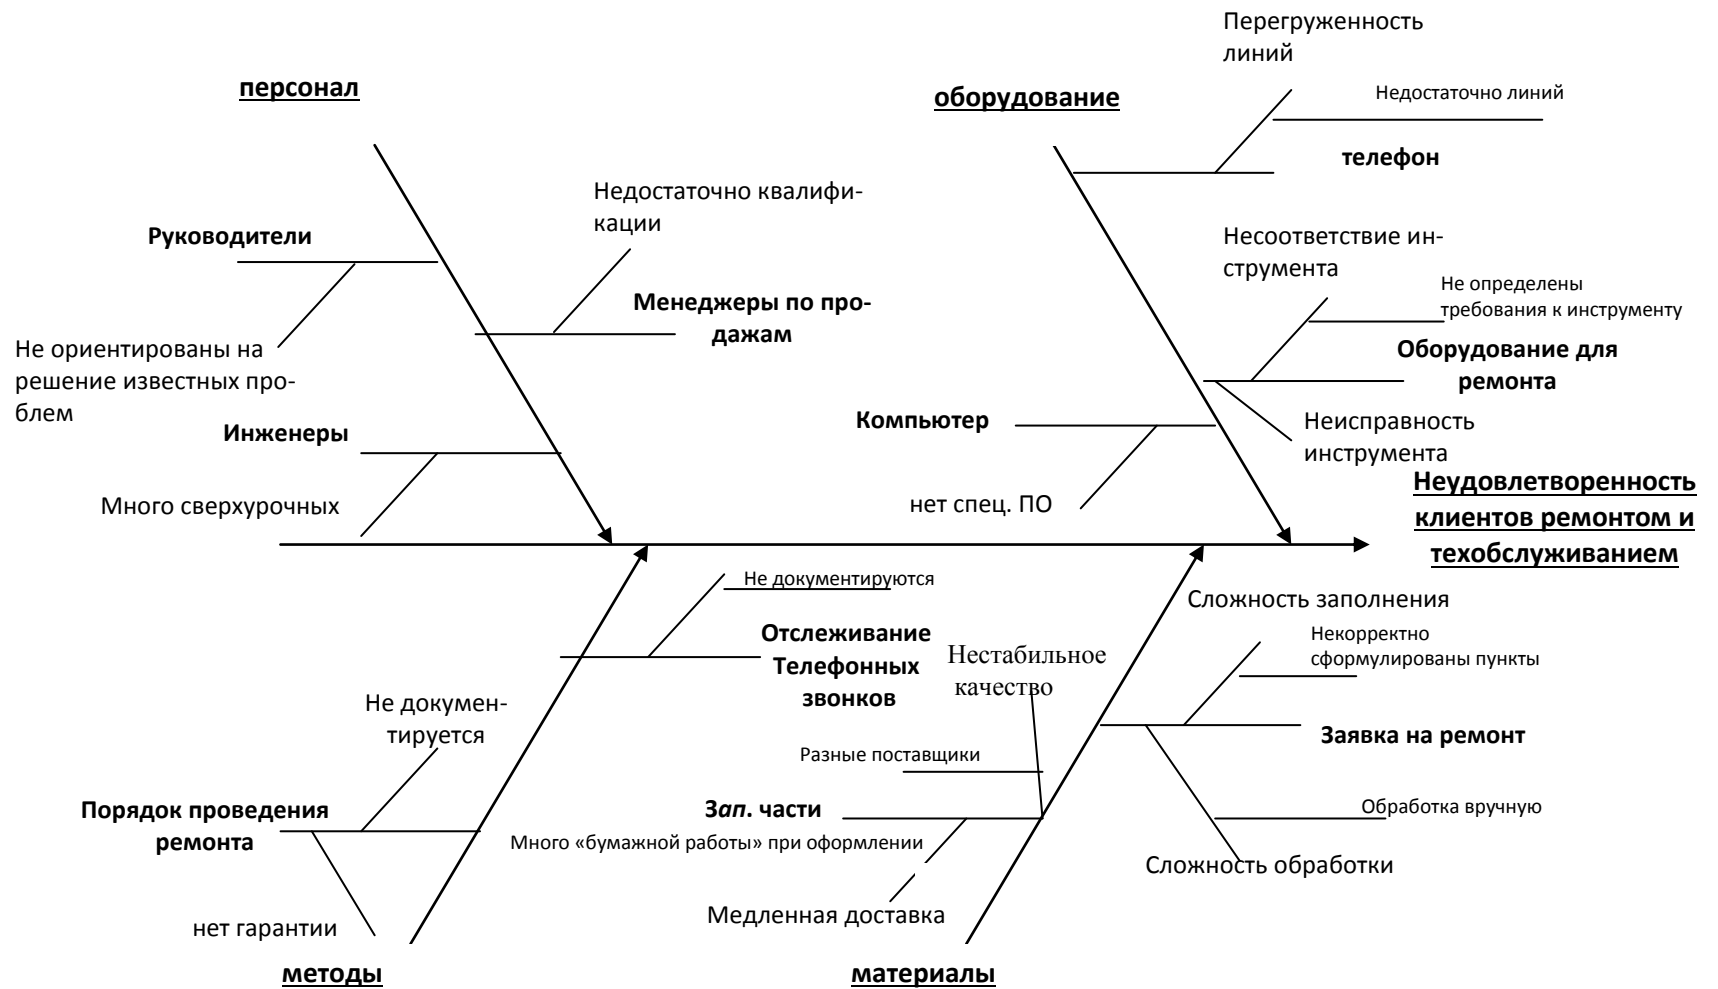 Перегруженность
линий
персонал
оборудование
Недостаточно линий
телефон
Недостаточно квалифи-
кации
Руководители
Несоответствие ин-
струмента
Не определены
требования к инструменту
Менеджеры по про-
дажам
Не ориентированы на
решение известных про-
блем
Оборудование для
ремонта
Инженеры
Компьютер
Неисправность
инструмента
Много сверхурочных
нет спец. ПО
Неудовлетворенность
клиентов ремонтом и
техобслуживанием
Не документируются
Сложность заполнения
Отслеживание
Телефонных
звонков
Нестабильное
качество
Некорректно
сформулированы пункты
Не докумен-
тируется
Заявка на ремонт
Разные поставщики
Порядок проведения
ремонта
Зап. части
Обработка вручную
Много «бумажной работы» при оформлении
Сложность обработки
нет гарантии
Медленная доставка
методы
материалы